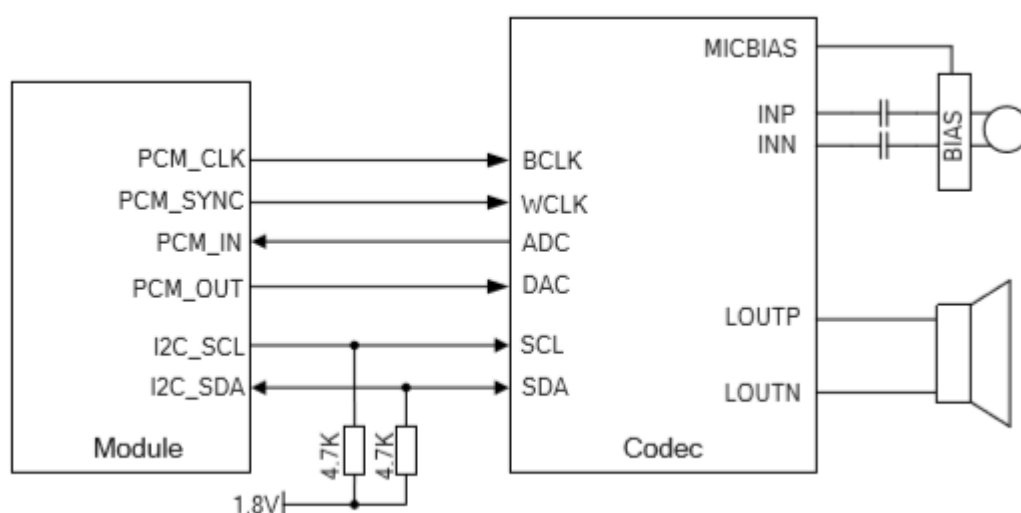 MICBIAS
INP
INN
BIAS
PCM_CLK
BCLK
PCM_SYNC
WCLK
PCM_IN
ADC
PCM_OUT
DAC
LOUTP
I2C_SCL
SCL
I2C_SDA
SDA
LOUTN
Module
4.7K
4.7K
Codec
1.8V